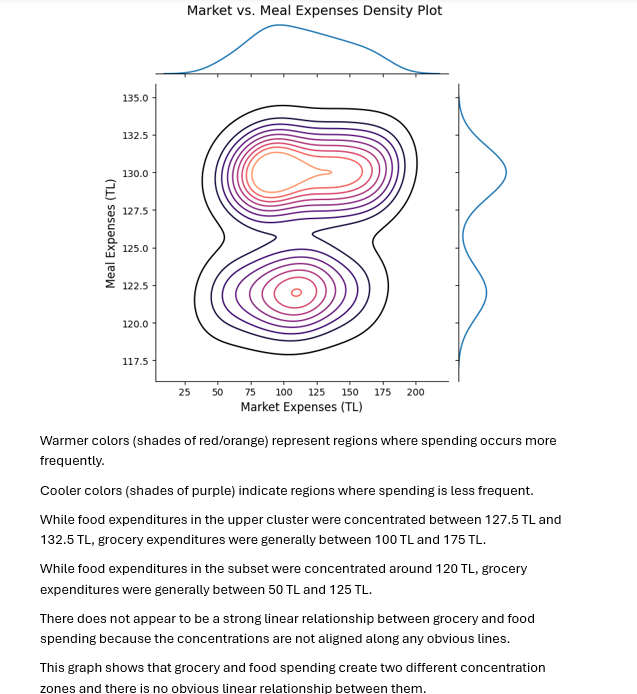 Market vs. Meal Expenses Density Plot
135.0
132.5
130.0
127.5
125.0
122.5
120.0
117.5
Meal Expenses (TL)
25 50 75 100 125 150 175 200
Market Expenses (TL)
Warmer colors (shades of red/orange) represent regions where spending occurs more
frequently.
Cooler colors (shades of purple) indicate regions where spending is less frequent.
While food expenditures in the upper cluster were concentrated between 127.5 TL and
132.5 TL, grocery expenditures were generally between 100 TL and 175 TL.
While food expenditures in the subset were concentrated around 120 TL, grocery
expenditures were generally between 50 TL and 125 TL.
There does not appear to be a strong linear relationship between grocery and food
spending because the concentrations are not aligned along any obvious lines.
This graph shows that grocery and food spending create two different concentration
zones and there is no obvious linear relationship between them.